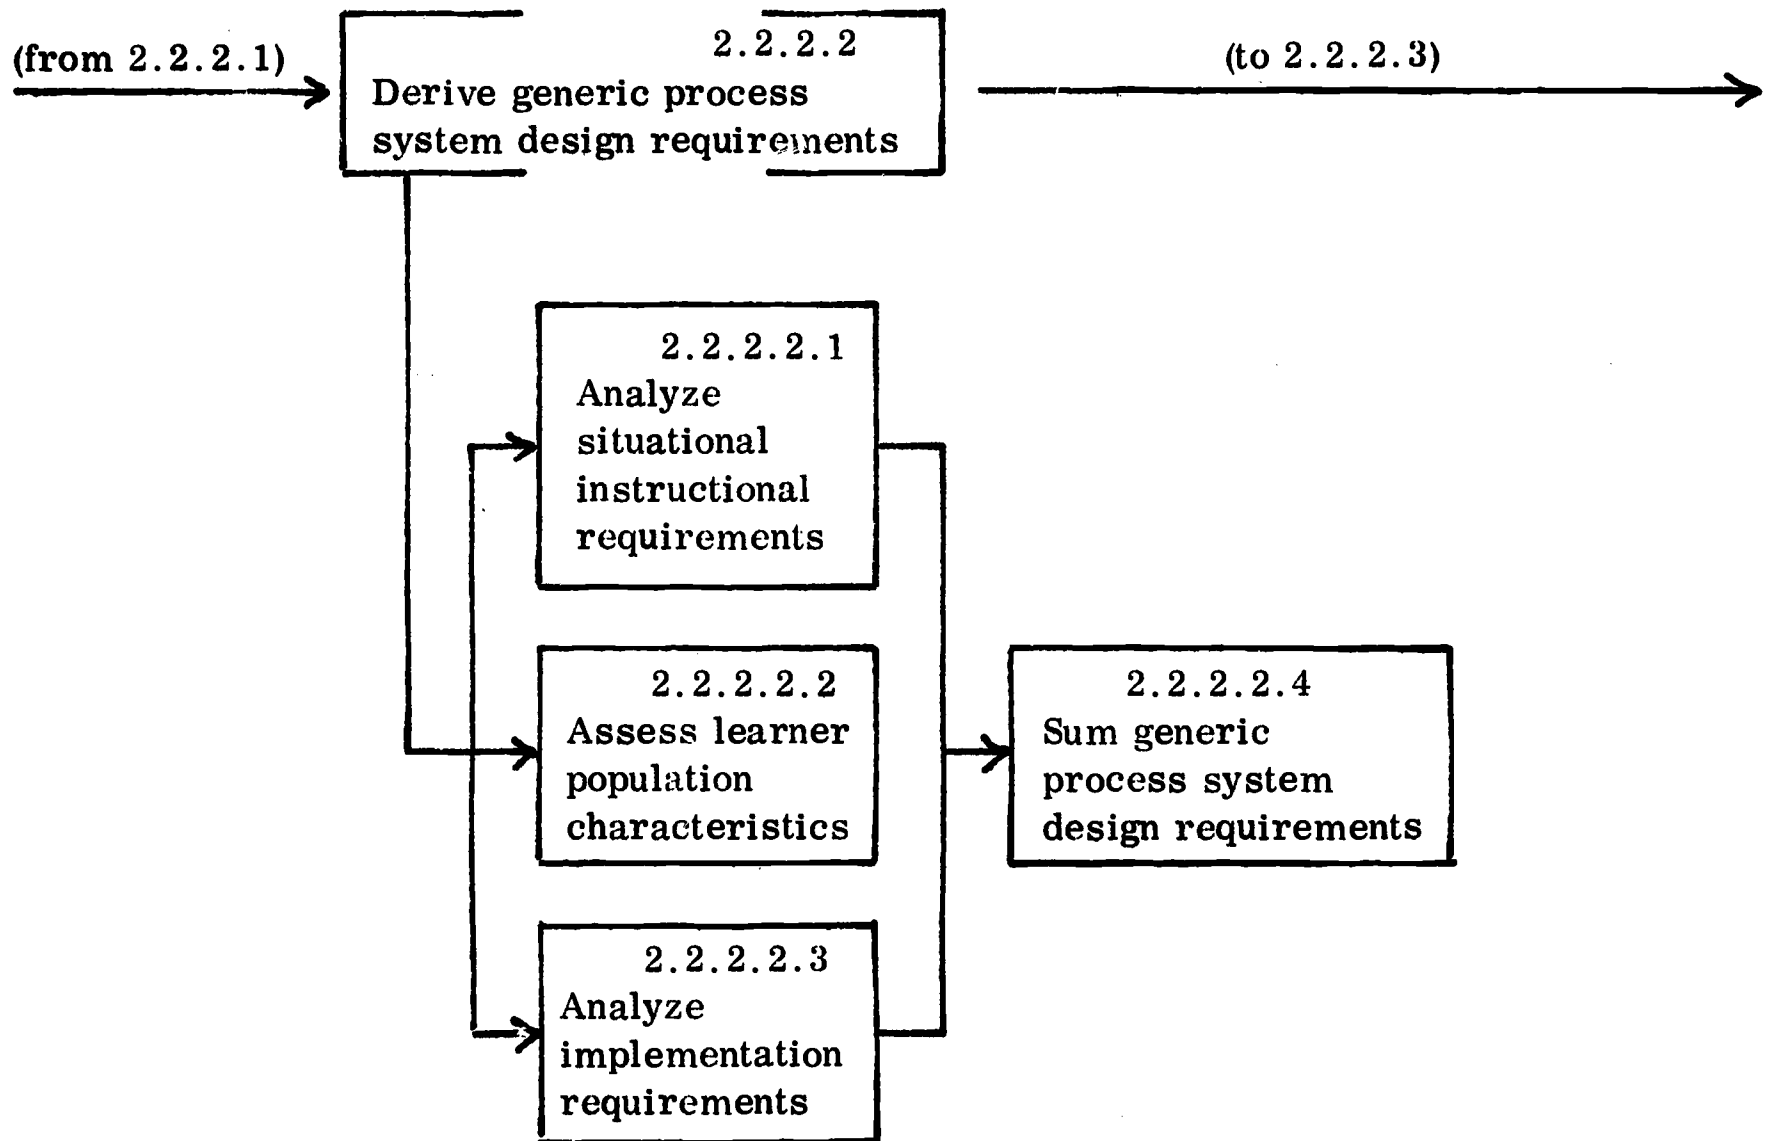 (from 2.2.2.1)
2.2.2.2
Derive generic process
system design requirements
(to 2.2.2.3)
2.2.2.2.1
Analyze
situational
instructional
requirements
2.2.2.2.2
Assess learner
population
characteristics
2.2.2.2.3
Analyze
implementation
requirements
2.2.2.2.4
Sum generic
process system
design requirements